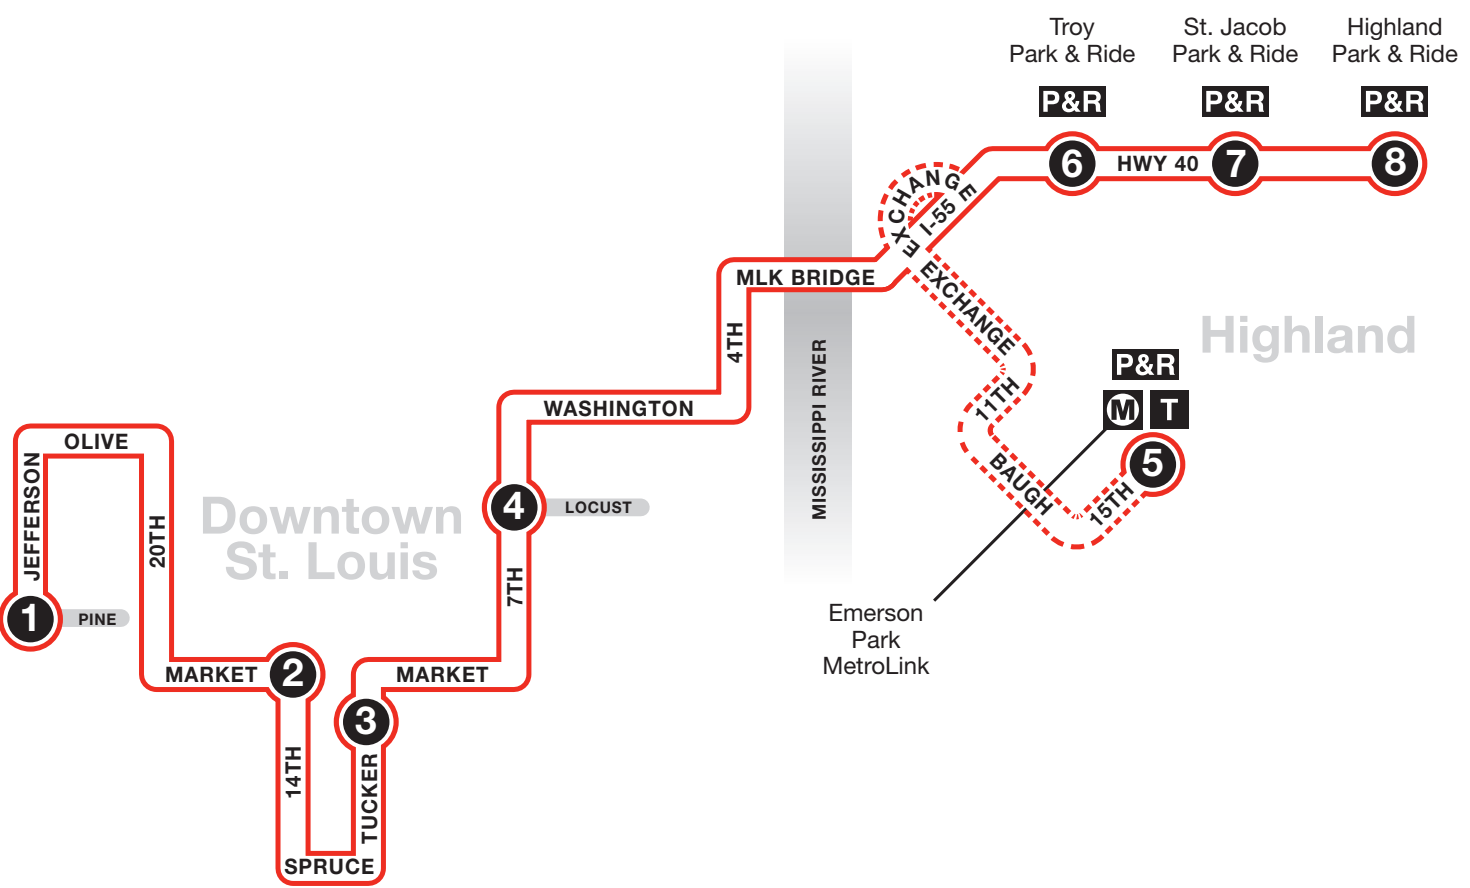 Troy
Park & Ride
St. Jacob
Park & Ride
Highland
Park & Ride
P&R
P&R
P&R
6
HWY 40
7
8
EXCHANGE
I-55
EXCHANGE
MLK BRIDGE
4TH
MISSISSIPPI RIVER
Highland
P&R
M
T
5
11TH
BAUGH
15TH
WASHINGTON
OLIVE
JEFFERSON
20TH
Downtown
St. Louis
4
LOCUST
7TH
1
PINE
MARKET
2
MARKET
3
14TH
TUCKER
SPRUCE
Emerson
Park
MetroLink